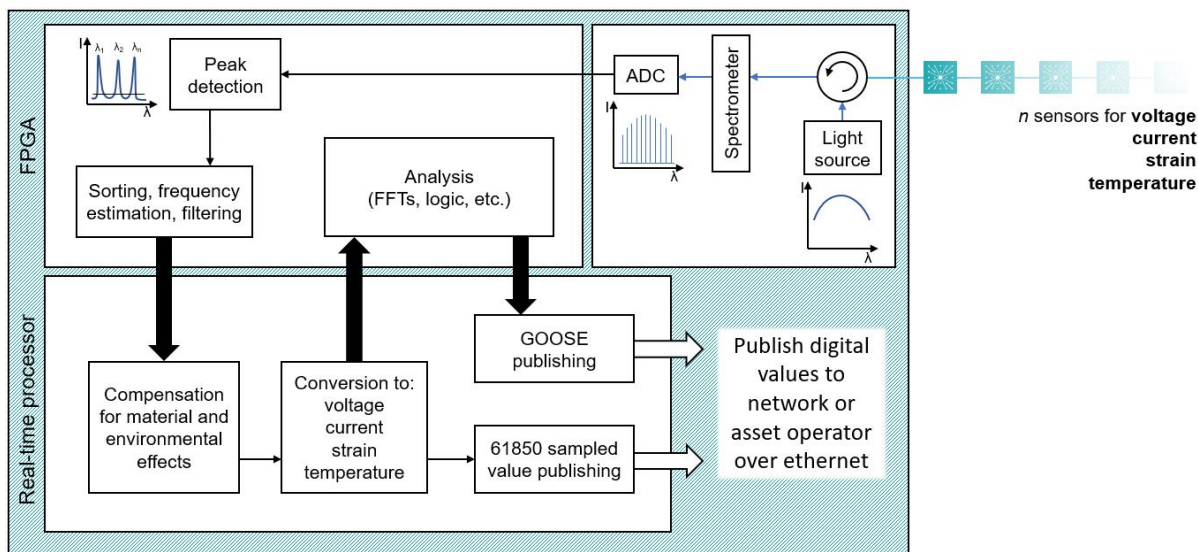 FPGA
I
λ₁ λ₂ λₙ
λ
Peak
detection
Sorting, frequency
estimation, filtering
Analysis
(FFTs, logic, etc.)
ADC
I
λ
Spectrometer
Light
source
I
λ
n sensors for voltage
current
strain
temperature
Real-time processor
Compensation
for material and
environmental
effects
Conversion to:
voltage
current
strain
temperature
GOOSE
publishing
61850 sampled
value publishing
Publish digital
values to
network or
asset operator
over ethernet